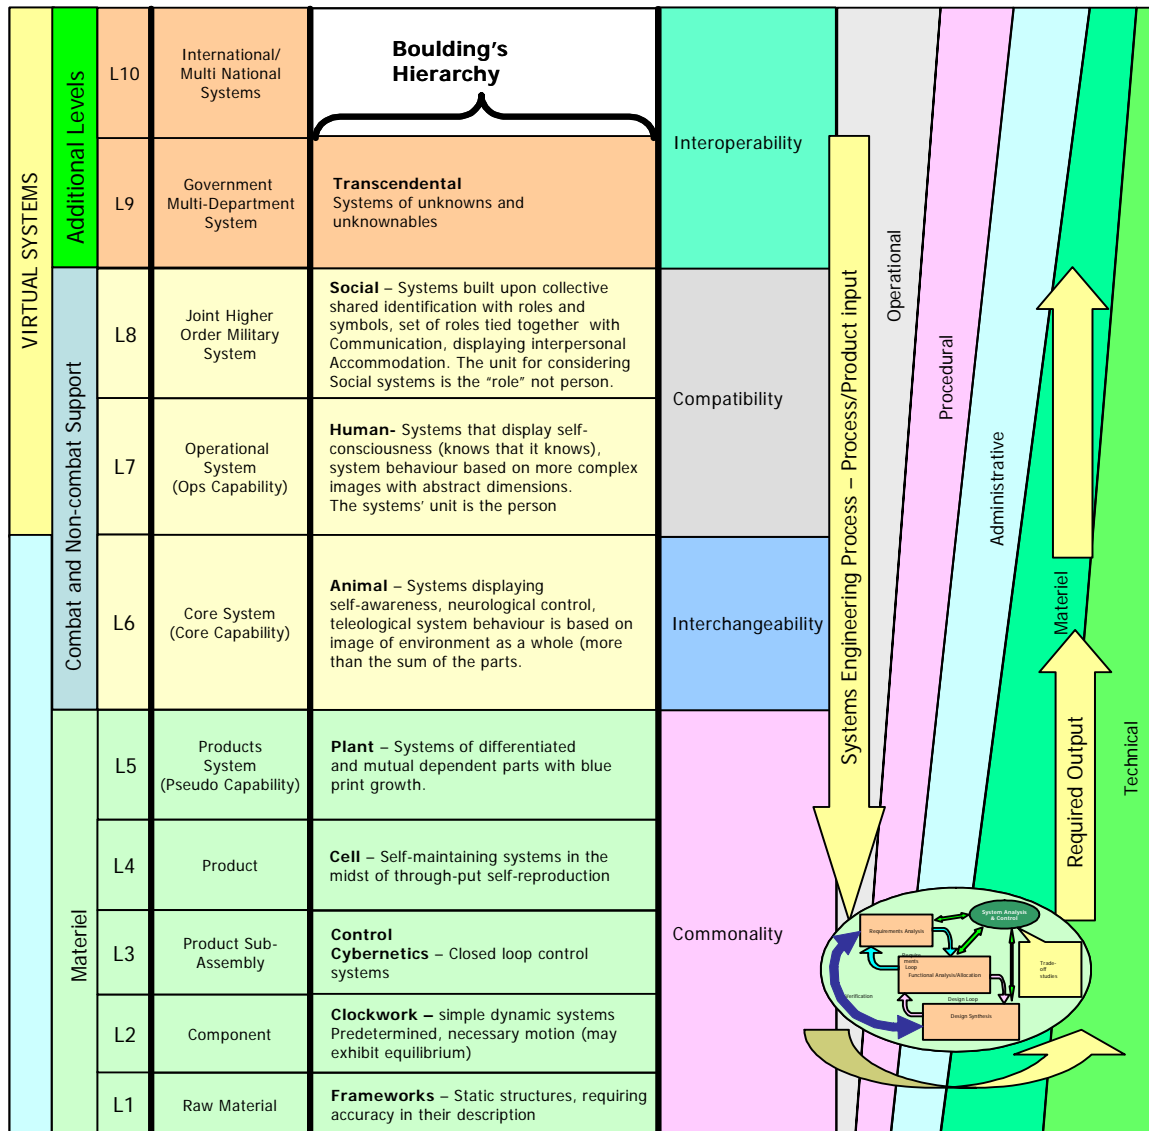 VIRTUAL SYSTEMS
Additional Levels
Combat and Non-combat Support
Materiel
L10
International/
Multi National
Systems
Boulding's
Hierarchy
L9
Government
Multi-Department
System
Transcendental
Systems of unknowns and
unknownables
Interoperability
L8
Joint Higher
Order Military
System
Social – Systems built upon collective
shared identification with roles and
symbols, set of roles tied together with
Communication, displaying interpersonal
Accommodation. The unit for considering
Social systems is the "role" not person.
L7
Operational
System
(Ops Capability)
Human- Systems that display self-
consciousness (knows that it knows),
system behaviour based on more complex
images with abstract dimensions.
The systems' unit is the person
Compatibility
L6
Core System
(Core Capability)
Animal – Systems displaying
self-awareness, neurological control,
teleological system behaviour is based on
image of environment as a whole (more
than the sum of the parts.
Interchangeability
L5
Products
System
(Pseudo Capability)
Plant – Systems of differentiated
and mutual dependent parts with blue
print growth.
L4
Product
Cell – Self-maintaining systems in the
midst of through-put self-reproduction
L3
Product Sub-
Assembly
Control
Cybernetics – Closed loop control
systems
Commonality
L2
Component
Clockwork – simple dynamic systems
Predetermined, necessary motion (may
exhibit equilibrium)
L1
Raw Material
Frameworks – Static structures, requiring
accuracy in their description
Systems Engineering Process – Process/Product input
Operational
Procedural
Administrative
Materiel
Technical
Required Output
System Analysis
& Control
Requirements Analysis
Require
ments
Loop
Functional Analysis/Allocation
Trade-
off
studies
Verification
Design Loop
Design Synthesis